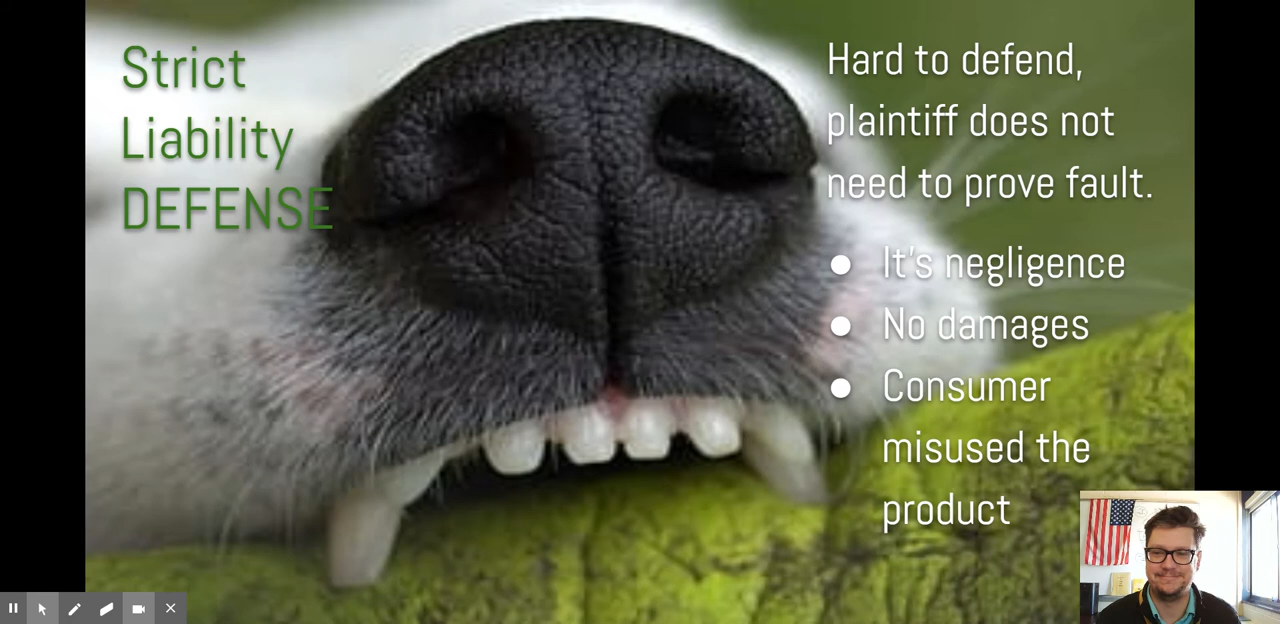 Strict
Liability
DEFENSE
Hard to defend,
plaintiff does not
need to prove fault.
● It's negligence
● No damages
● Consumer
misused the
product